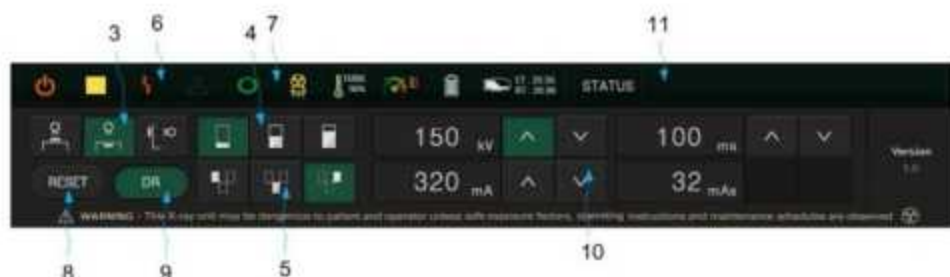 3 6 4 7 11
STATUS
150 kV 100 ms
Version
RESET DR 320 mA 32 mAs
WARNING - This X-ray unit may be dangerous to patient and operator unless safe exposure factors, operating instructions and maintenance schedules are observed
8 9 5 10